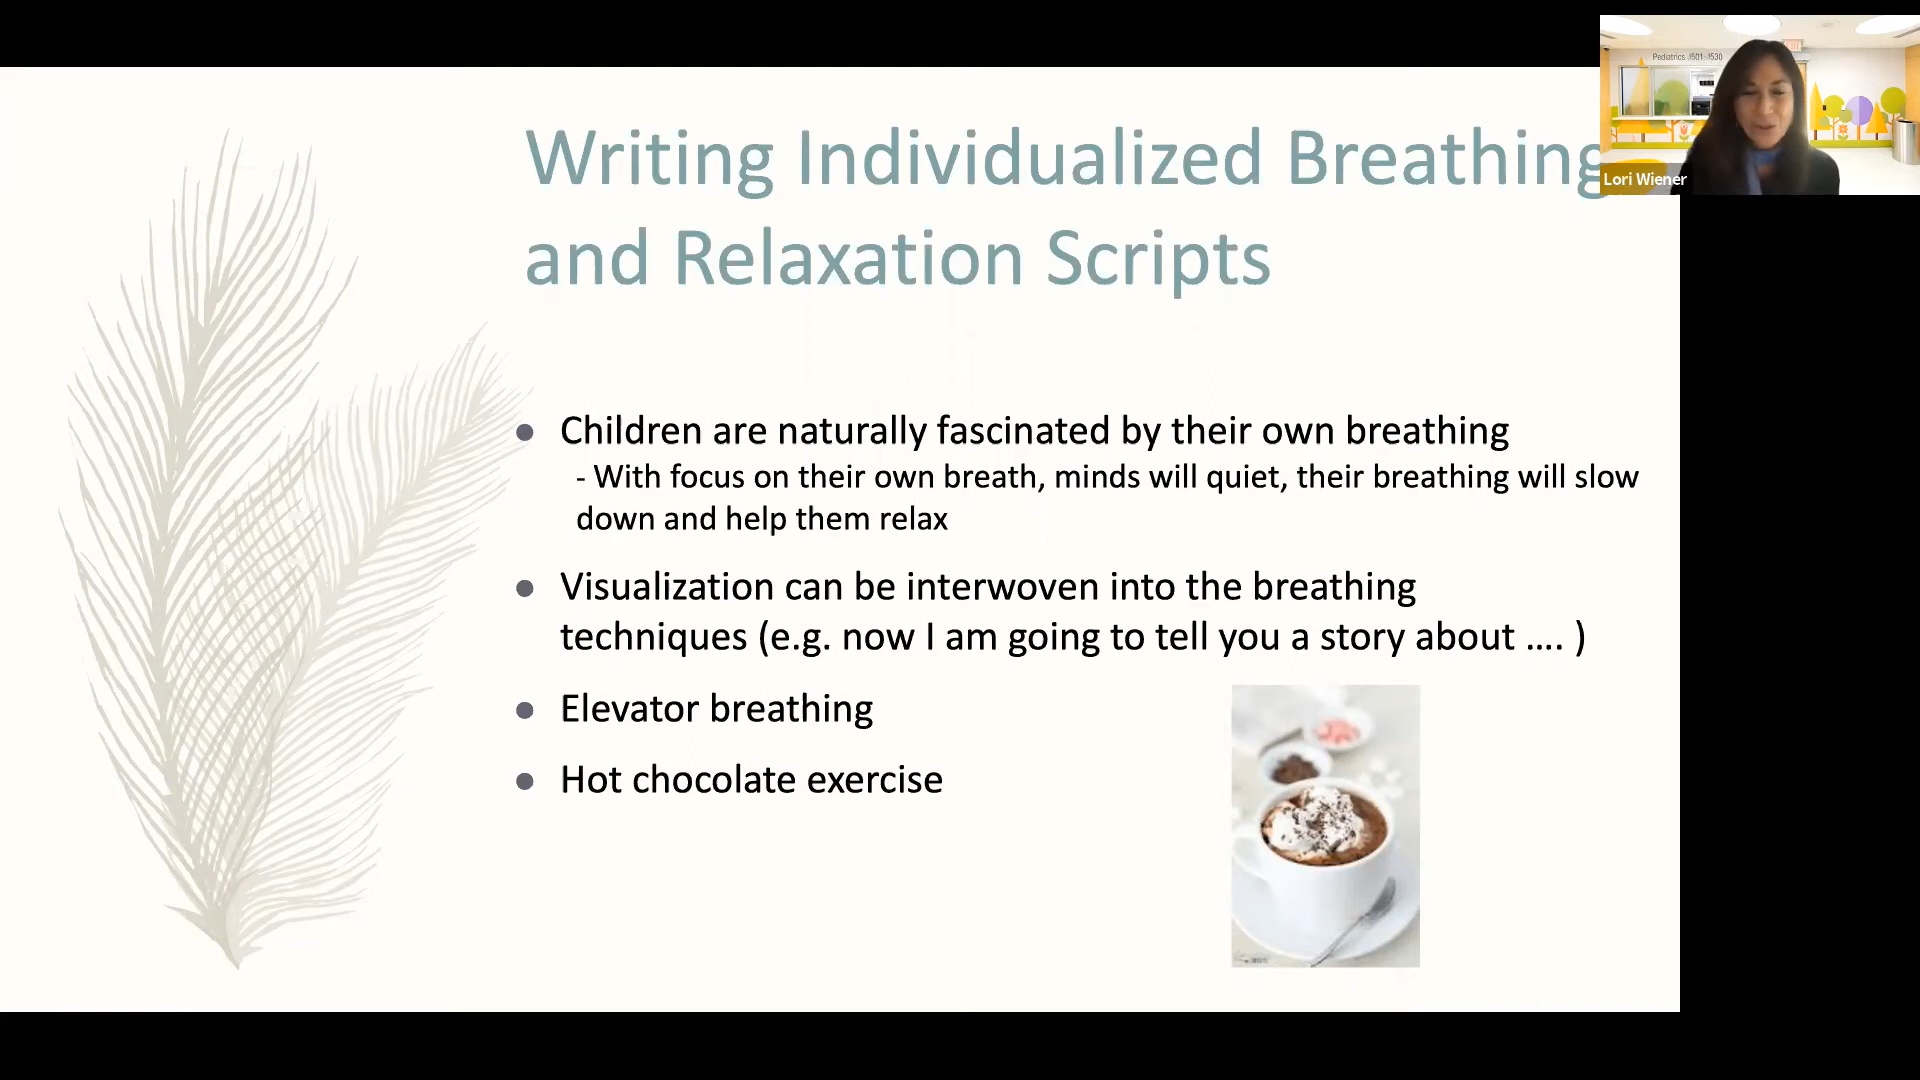 Pediatrics
Lori Wiener
Writing Individualized Breathing
and Relaxation Scripts
● Children are naturally fascinated by their own breathing
- With focus on their own breath, minds will quiet, their breathing will slow
down and help them relax
● Visualization can be interwoven into the breathing
techniques (e.g. now I am going to tell you a story about .... )
● Elevator breathing
● Hot chocolate exercise